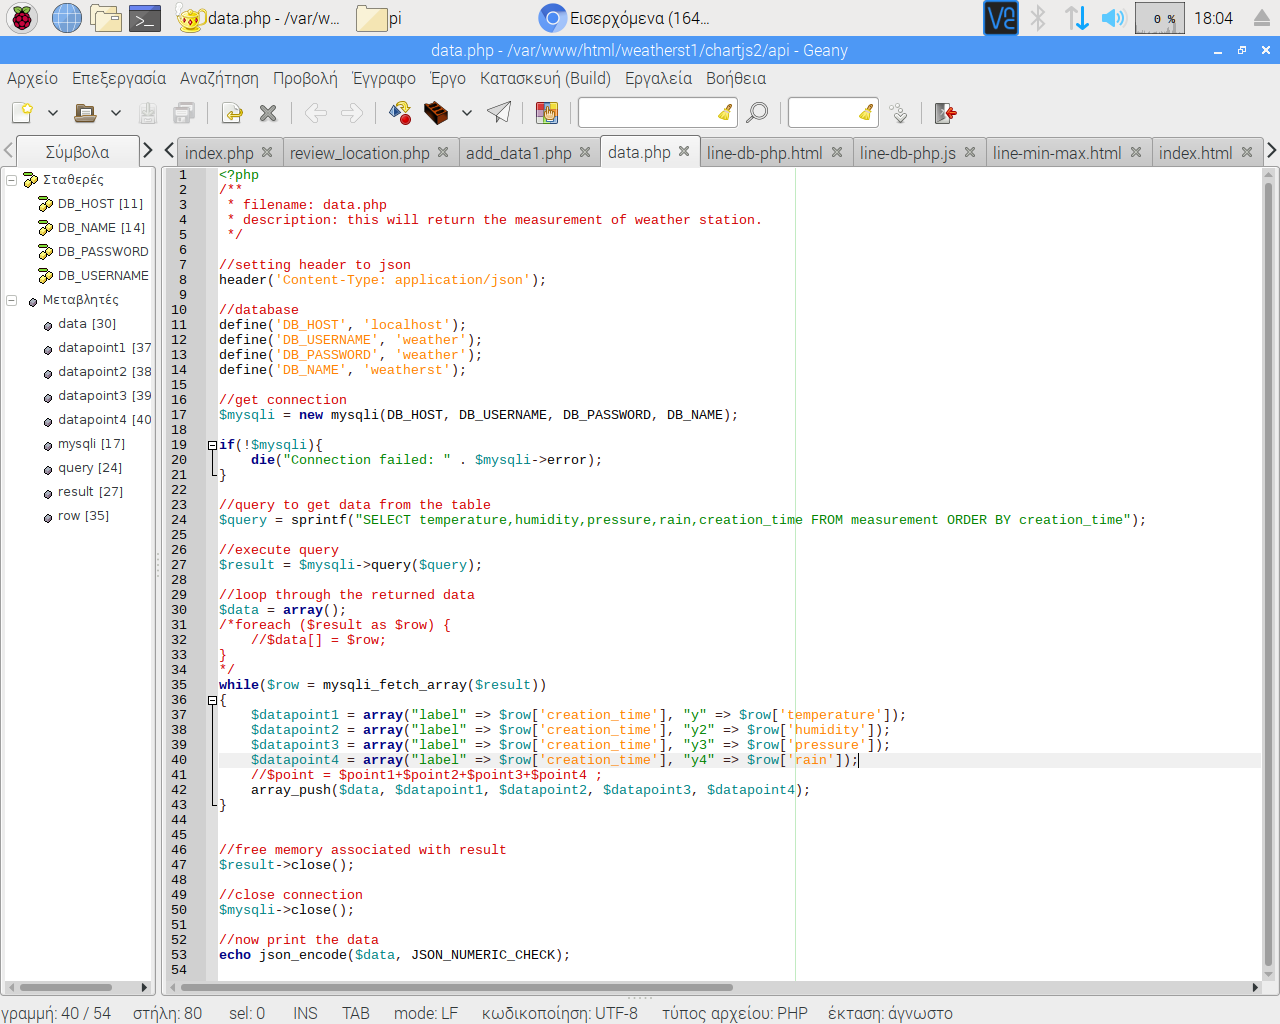 data.php - /var/w...
pi
Εισερχόμενα (164...
0 %
18:04
data.php - /var/www/html/weatherst1/chartjs2/api - Geany
Αρχείο Επεξεργασία Αναζήτηση Προβολή Έγγραφο Έργο Κατασκευή (Build) Εργαλεία Βοήθεια
Σύμβολα
index.php review_location.php add_data1.php data.php line-db-php.html line-db-php.js line-min-max.html index.html
Σταθερές
DB_HOST [11]
DB_NAME [14]
DB_PASSWORD
DB_USERNAME
Μεταβλητές
data [30]
datapoint1 [37
datapoint2 [38
datapoint3 [39
datapoint4 [40
mysqli [17]
query [24]
result [27]
row [35]
1 <?php
2 /**
3  * filename: data.php
4  * description: this will return the measurement of weather station.
5  */
6
7 //setting header to json
8 header('Content-Type: application/json');
9
10 //database
11 define('DB_HOST', 'localhost');
12 define('DB_USERNAME', 'weather');
13 define('DB_PASSWORD', 'weather');
14 define('DB_NAME', 'weatherst');
15
16 //get connection
17 $mysqli = new mysqli(DB_HOST, DB_USERNAME, DB_PASSWORD, DB_NAME);
18
19 if(!$mysqli){
20     die("Connection failed: " . $mysqli->error);
21 }
22
23 //query to get data from the table
24 $query = sprintf("SELECT temperature,humidity,pressure,rain,creation_time FROM measurement ORDER BY creation_time");
25
26 //execute query
27 $result = $mysqli->query($query);
28
29 //loop through the returned data
30 $data = array();
31 /*foreach ($result as $row) {
32     //$data[] = $row;
33 }
34 */
35 while($row = mysqli_fetch_array($result))
36 {
37     $datapoint1 = array("label" => $row['creation_time'], "y" => $row['temperature']);
38     $datapoint2 = array("label" => $row['creation_time'], "y2" => $row['humidity']);
39     $datapoint3 = array("label" => $row['creation_time'], "y3" => $row['pressure']);
40     $datapoint4 = array("label" => $row['creation_time'], "y4" => $row['rain']);
41     //$point = $point1+$point2+$point3+$point4 ;
42     array_push($data, $datapoint1, $datapoint2, $datapoint3, $datapoint4);
43 }
44
45
46 //free memory associated with result
47 $result->close();
48
49 //close connection
50 $mysqli->close();
51
52 //now print the data
53 echo json_encode($data, JSON_NUMERIC_CHECK);
54
γραμμή: 40 / 54 στήλη: 80 sel: 0 INS TAB mode: LF κωδικοποίηση: UTF-8 τύπος αρχείου: PHP έκταση: άγνωστο